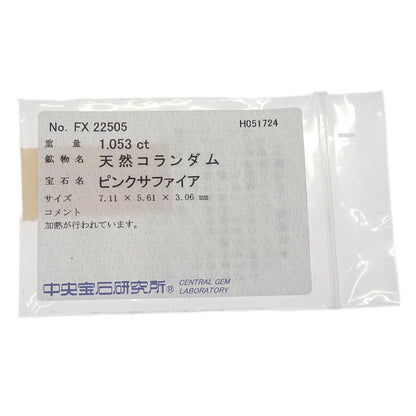 No. FX 22505 H051724
重量 1.053 ct
鉱物名 天然コランダム
宝石名 ピンクサファイア
サイズ 7.11 × 5.61 × 3.06 mm
コメント
加熱が行われています。
中央宝石研究所® CENTRAL GEM
LABORATORY